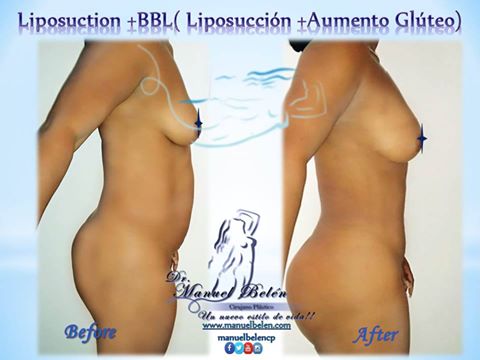 Liposuction +BBL( Liposucción +Aumento Glúteo)
Dr.
Manuel Belén
Cirujano Plástico
Un nuevo estilo de vida!!
www.manuelbelen.com
manuelbelencp
Before
After